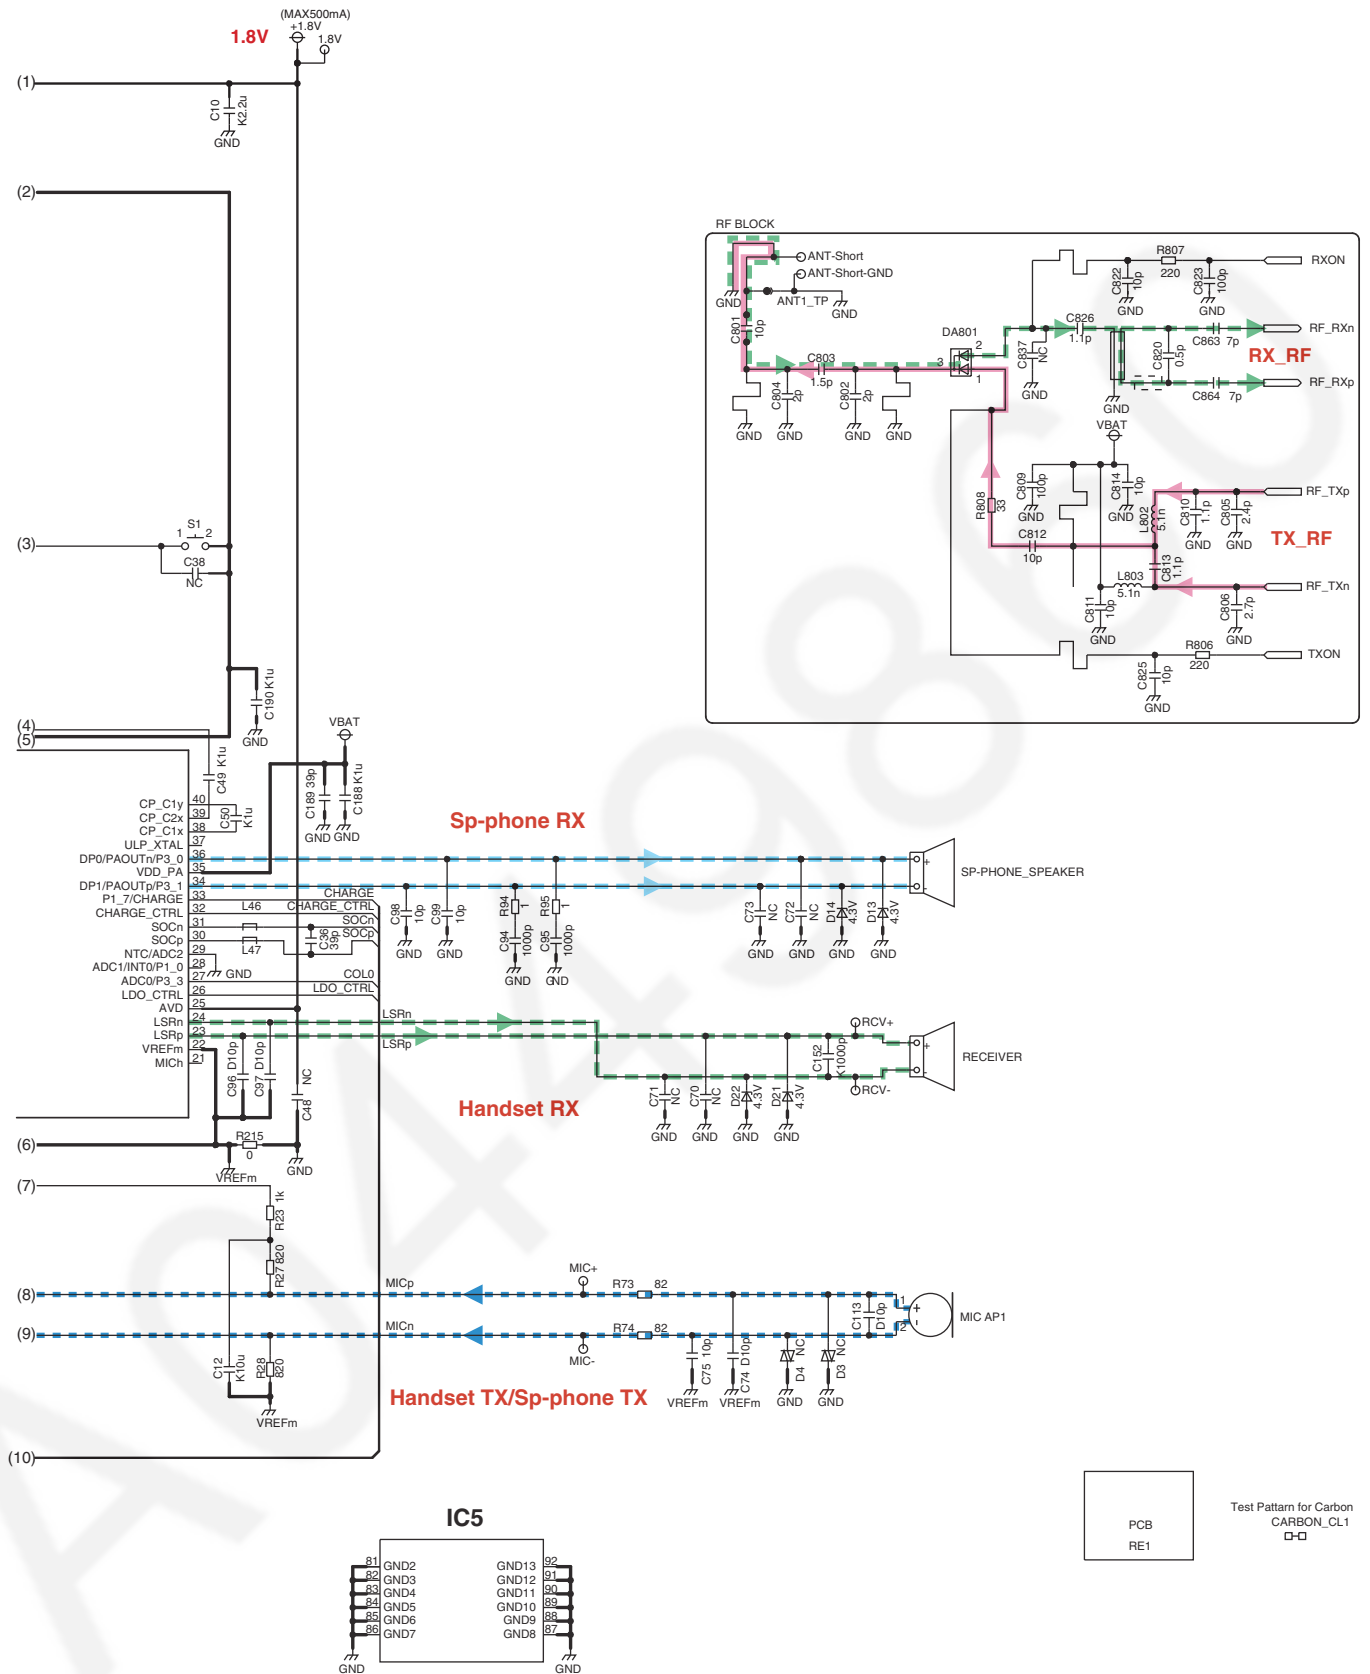 (MAX500mA)
+1.8V
1.8V
1.8V
(1)
C10
K2.2u
GND
(2)
RF BLOCK
ANT-Short
ANT-Short-GND
GND
ANT1_TP
GND
C801
10p
C803
1.5p
C804
2p
C802
2p
GND
GND
GND
GND
DA801
2
3
1
C837
NC
GND
C826
1.1p
C822
10p
GND
R807
220
C823
100p
GND
RXON
RF_RXn
C863 7p
C820
0.5p
RX_RF
C864 7p
RF_RXp
GND
VBAT
C809
100p
GND
C814
10p
GND
R808
33
C812
10p
L802
5.1n
C810
1.1p
GND
C805
2.4p
GND
RF_TXp
TX_RF
C813
1.1p
L803
5.1n
C811
10p
GND
C806
2.7p
GND
RF_TXn
R806
220
C825
10p
GND
TXON
(3)
S1
1
2
C38
NC
C190 K1u
GND
(4)
(5)
VBAT
C49 K1u
C50
K1u
C189 39p
C188 K1u
GND GND
CP_C1y 40
CP_C2x 39
CP_C1x 38
ULP_XTAL 37
DP0/PAOUTn/P3_0 36
VDD_PA 35
DP1/PAOUTp/P3_1 34
P1_7/CHARGE 33
CHARGE_CTRL 32
SOCn 31
SOCp 30
NTC/ADC2 29
ADC1/INT0/P1_0 28
ADC0/P3_3 27
LDO_CTRL 26
AVD 25
LSRn 24
LSRp 23
VREFm 22
MICh 21
CHARGE
CHARGE_CTRL
L46
SOCn
C36
39p
SOCp
L47
GND
COL0
LDO_CTRL
Sp-phone RX
C98
10p
GND
C99
10p
GND
R94
1
C94
1000p
GND
R95
1
C95
1000p
GND
C73
NC
GND
C72
NC
GND
D14
4.3V
GND
D13
4.3V
GND
+
-
SP-PHONE_SPEAKER
LSRn
LSRp
C96 D10p
C97 D10p
NC
C48
Handset RX
C71
NC
GND
C70
NC
GND
D22
4.3V
GND
D21
4.3V
GND
C152
K1000p
RCV+
RCV-
+
-
RECEIVER
(6)
R215
0
VREFm
GND
(7)
R23 1k
R27 820
(8)
MICp
MIC+
R73 82
(9)
MICn
MIC-
R74 82
C12
K10u
R28
820
VREFm
C75 10p
VREFm
C74 D10p
VREFm
D4 NC
GND
D3 NC
GND
C113
D10p
1
+
-
2
MIC AP1
Handset TX/Sp-phone TX
(10)
IC5
81 GND2
82 GND3
83 GND4
84 GND5
85 GND6
86 GND7
GND13 92
GND12 91
GND11 90
GND10 89
GND9 88
GND8 87
GND
GND
PCB
RE1
Test Pattarn for Carbon
CARBON_CL1
A0449860